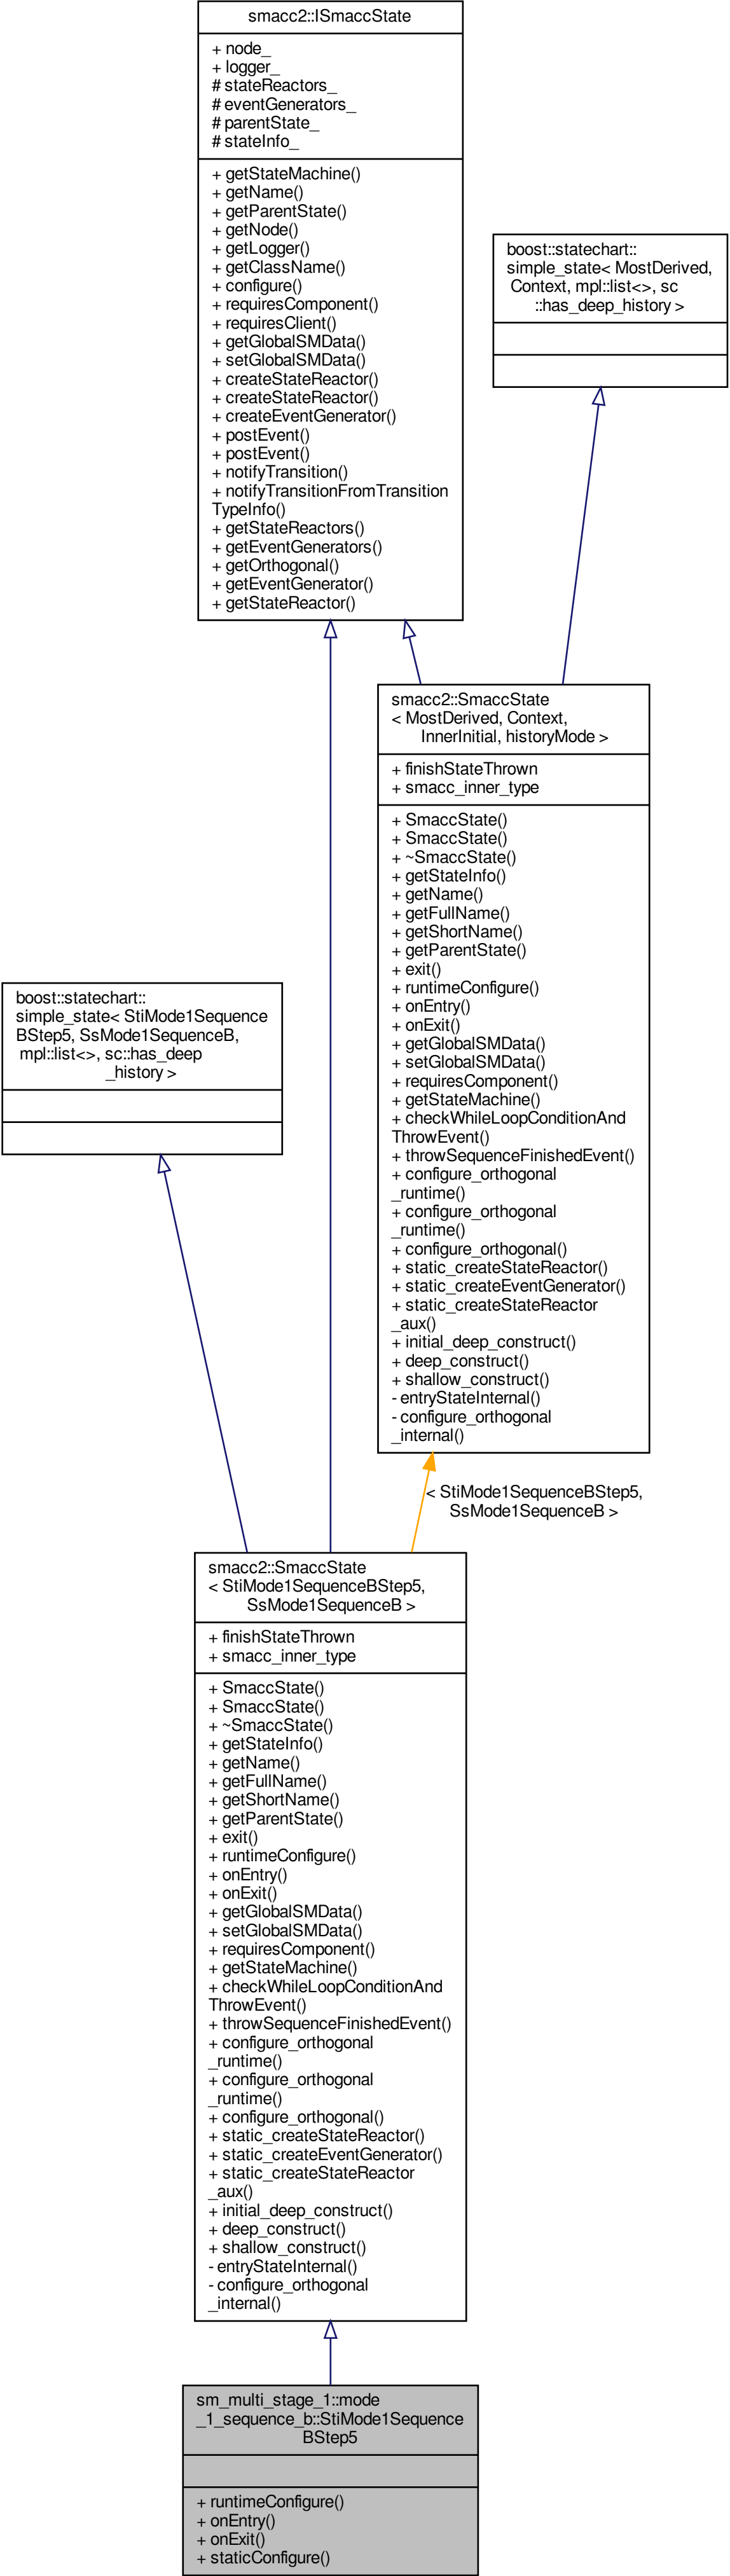 smacc2::ISmaccState
+ node_
+ logger_
# stateReactors_
# eventGenerators_
# parentState_
# stateInfo_
+ getStateMachine()
+ getName()
+ getParentState()
+ getNode()
+ getLogger()
+ getClassName()
+ configure()
+ requiresComponent()
+ requiresClient()
+ getGlobalSMData()
+ setGlobalSMData()
+ createStateReactor()
+ createStateReactor()
+ createEventGenerator()
+ postEvent()
+ postEvent()
+ notifyTransition()
+ notifyTransitionFromTransition
TypeInfo()
+ getStateReactors()
+ getEventGenerators()
+ getOrthogonal()
+ getEventGenerator()
+ getStateReactor()
boost::statechart::
simple_state< MostDerived,
Context, mpl::list<>, sc
::has_deep_history >
smacc2::SmaccState
< MostDerived, Context,
InnerInitial, historyMode >
+ finishStateThrown
+ smacc_inner_type
+ SmaccState()
+ SmaccState()
+ ~SmaccState()
+ getStateInfo()
+ getName()
+ getFullName()
+ getShortName()
+ getParentState()
+ exit()
+ runtimeConfigure()
+ onEntry()
+ onExit()
+ getGlobalSMData()
+ setGlobalSMData()
+ requiresComponent()
+ getStateMachine()
+ checkWhileLoopConditionAnd
ThrowEvent()
+ throwSequenceFinishedEvent()
+ configure_orthogonal
_runtime()
+ configure_orthogonal
_runtime()
+ configure_orthogonal()
+ static_createStateReactor()
+ static_createEventGenerator()
+ static_createStateReactor
_aux()
+ initial_deep_construct()
+ deep_construct()
+ shallow_construct()
- entryStateInternal()
- configure_orthogonal
_internal()
boost::statechart::
simple_state< StiMode1Sequence
BStep5, SsMode1SequenceB,
mpl::list<>, sc::has_deep
_history >
< StiMode1SequenceBStep5,
SsMode1SequenceB >
smacc2::SmaccState
< StiMode1SequenceBStep5,
SsMode1SequenceB >
+ finishStateThrown
+ smacc_inner_type
+ SmaccState()
+ SmaccState()
+ ~SmaccState()
+ getStateInfo()
+ getName()
+ getFullName()
+ getShortName()
+ getParentState()
+ exit()
+ runtimeConfigure()
+ onEntry()
+ onExit()
+ getGlobalSMData()
+ setGlobalSMData()
+ requiresComponent()
+ getStateMachine()
+ checkWhileLoopConditionAnd
ThrowEvent()
+ throwSequenceFinishedEvent()
+ configure_orthogonal
_runtime()
+ configure_orthogonal
_runtime()
+ configure_orthogonal()
+ static_createStateReactor()
+ static_createEventGenerator()
+ static_createStateReactor
_aux()
+ initial_deep_construct()
+ deep_construct()
+ shallow_construct()
- entryStateInternal()
- configure_orthogonal
_internal()
sm_multi_stage_1::mode
_1_sequence_b::StiMode1Sequence
BStep5
+ runtimeConfigure()
+ onEntry()
+ onExit()
+ staticConfigure()